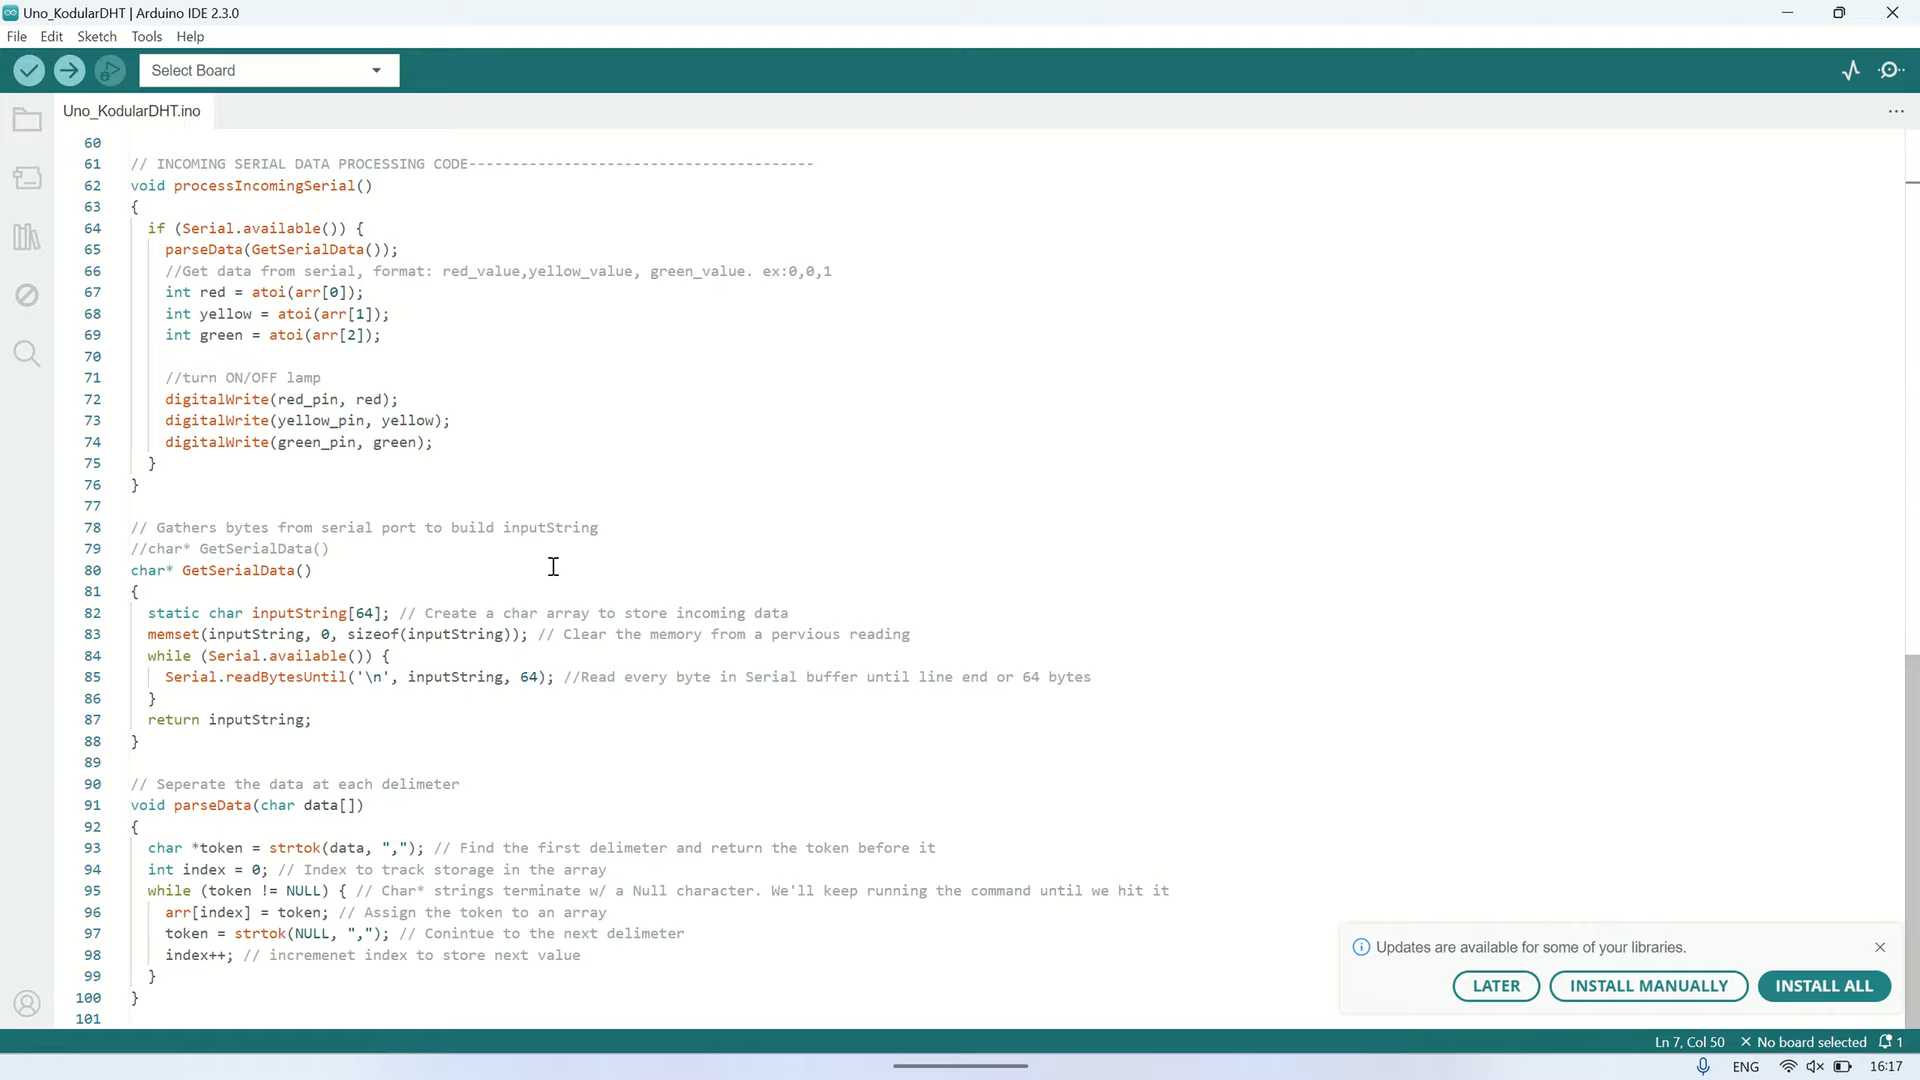 Uno_KodularDHT | Arduino IDE 2.3.0
File Edit Sketch Tools Help
Select Board
Uno_KodularDHT.ino
60
61 // INCOMING SERIAL DATA PROCESSING CODE----------------------------------------
62 void processIncomingSerial()
63 {
64 if (Serial.available()) {
65 parseData(GetSerialData());
66 //Get data from serial, format: red_value,yellow_value, green_value. ex:0,0,1
67 int red = atoi(arr[0]);
68 int yellow = atoi(arr[1]);
69 int green = atoi(arr[2]);
70
71 //turn ON/OFF lamp
72 digitalWrite(red_pin, red);
73 digitalWrite(yellow_pin, yellow);
74 digitalWrite(green_pin, green);
75 }
76 }
77
78 // Gathers bytes from serial port to build inputString
79 //char* GetSerialData()
80 char* GetSerialData()
81 {
82 static char inputString[64]; // Create a char array to store incoming data
83 memset(inputString, 0, sizeof(inputString)); // Clear the memory from a pervious reading
84 while (Serial.available()) {
85 Serial.readBytesUntil('\n', inputString, 64); //Read every byte in Serial buffer until line end or 64 bytes
86 }
87 return inputString;
88 }
89
90 // Seperate the data at each delimeter
91 void parseData(char data[])
92 {
93 char *token = strtok(data, ","); // Find the first delimeter and return the token before it
94 int index = 0; // Index to track storage in the array
95 while (token != NULL) { // Char* strings terminate w/ a Null character. We'll keep running the command until we hit it
96 arr[index] = token; // Assign the token to an array
97 token = strtok(NULL, ","); // Conintue to the next delimeter
98 index++; // incremenet index to store next value
99 }
100 }
101
Updates are available for some of your libraries.
LATER INSTALL MANUALLY INSTALL ALL
Ln 7, Col 50 × No board selected 1
ENG 16:17